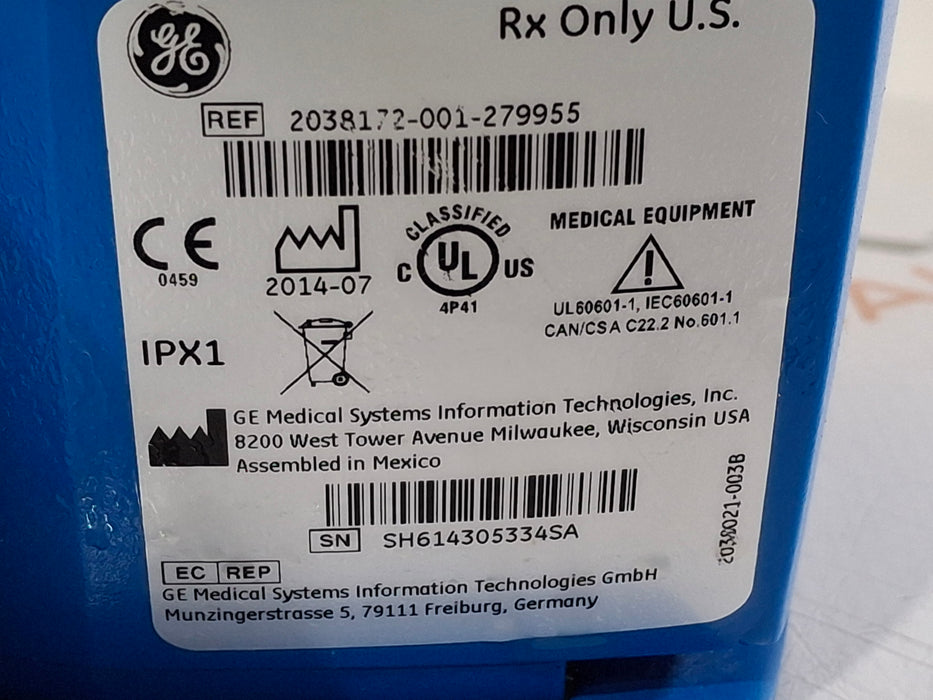 GE
Rx Only U.S.
REF 2038172-001-279955
CE
0459
2014-07
CLASSIFIED
C UL US
4P41
MEDICAL EQUIPMENT
UL60601-1, IEC60601-1
CAN/CSA C22.2 No.601.1
IPX1
GE Medical Systems Information Technologies, Inc.
8200 West Tower Avenue Milwaukee, Wisconsin USA
Assembled in Mexico
SN SH614305334SA
2038021-003B
EC REP
GE Medical Systems Information Technologies GmbH
Munzingerstrasse 5, 79111 Freiburg, Germany